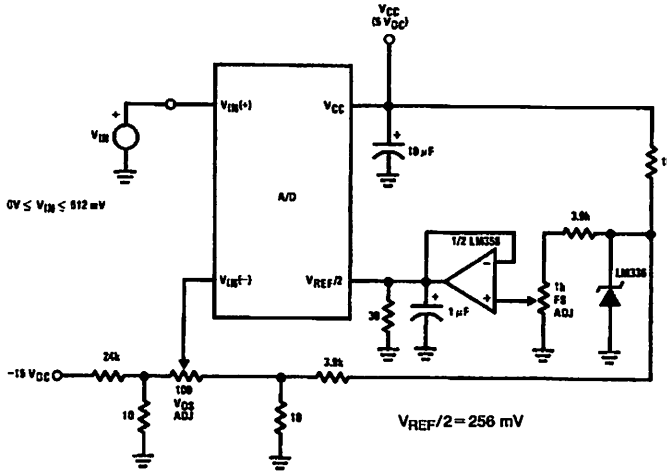 VCC
(5 VDC)
VIN(+)
VCC
+
VIN
+
10 µF
0V ≤ VIN ≤ 512 mV
A/D
1/2 LM358
3.9k
VIN(–)
VREF/2
–
+
1k
FS
ADJ
LM336
30
+
1 µF
–15 VDC
24k
100
VOS
ADJ
3.9k
10
10
VREF/2 = 256 mV